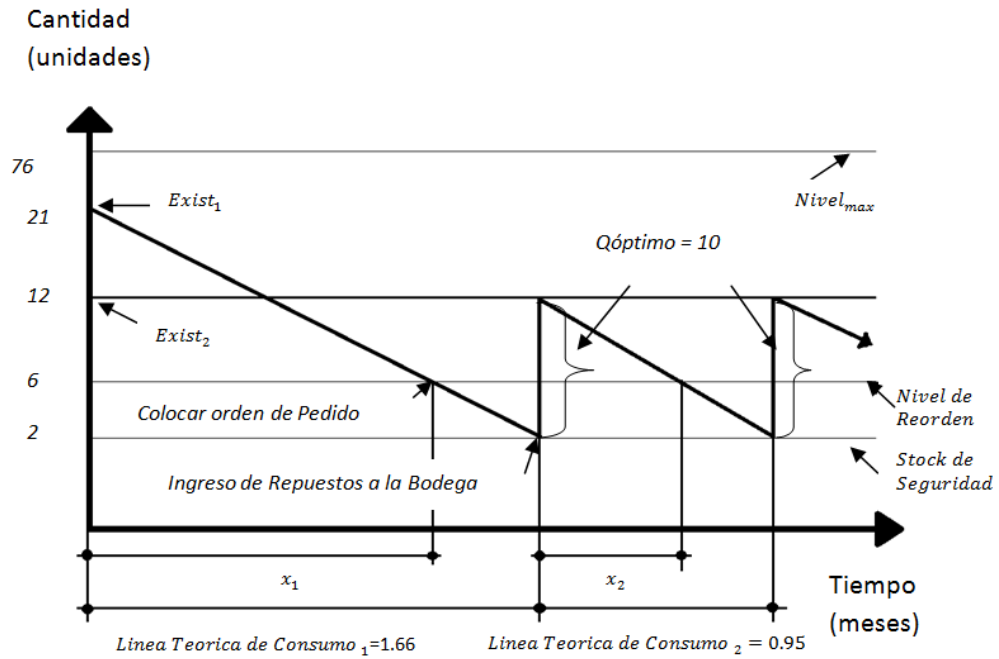 Cantidad
(unidades)
76
21
12
6
2
Exist₁
Nivelₘₐₓ
Qóptimo = 10
Exist₂
Colocar orden de Pedido
Nivel de
Reorden
Stock de
Seguridad
Ingreso de Repuestos a la Bodega
x₁
x₂
Tiempo
(meses)
Linea Teorica de Consumo ₁=1.66
Linea Teorica de Consumo ₂ = 0.95